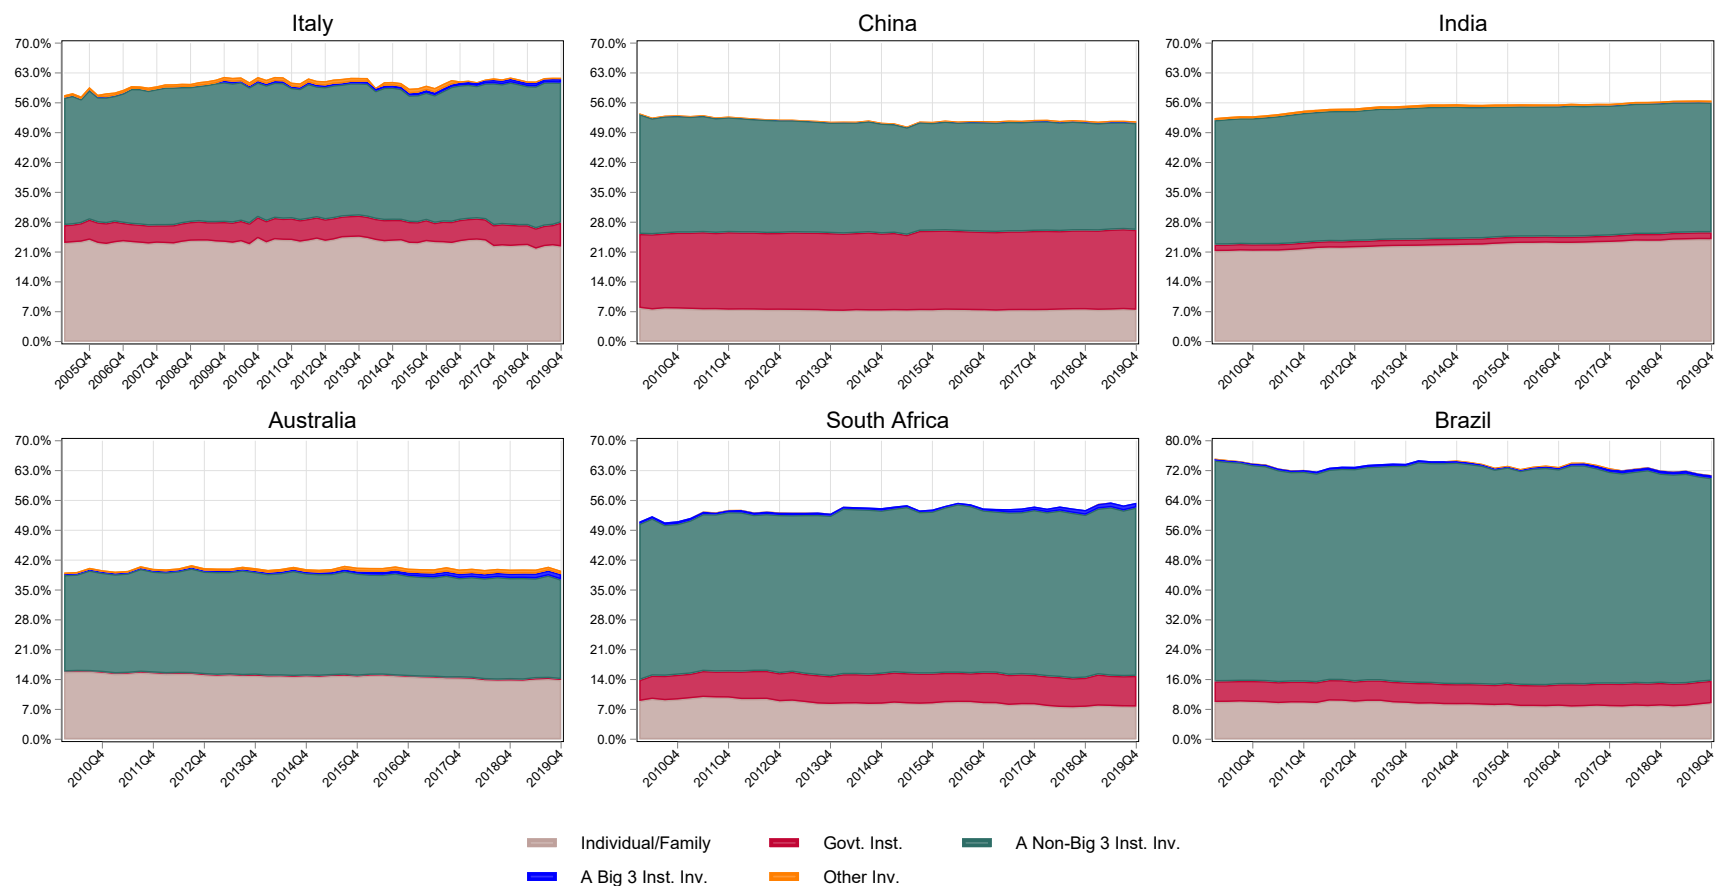 Italy
China
India
70.0%
63.0%
56.0%
49.0%
42.0%
35.0%
28.0%
21.0%
14.0%
7.0%
0.0%
2005Q4
2006Q4
2007Q4
2008Q4
2009Q4
2010Q4
2011Q4
2012Q4
2013Q4
2014Q4
2015Q4
2016Q4
2017Q4
2018Q4
2019Q4
70.0%
63.0%
56.0%
49.0%
42.0%
35.0%
28.0%
21.0%
14.0%
7.0%
0.0%
2010Q4
2011Q4
2012Q4
2013Q4
2014Q4
2015Q4
2016Q4
2017Q4
2018Q4
2019Q4
70.0%
63.0%
56.0%
49.0%
42.0%
35.0%
28.0%
21.0%
14.0%
7.0%
0.0%
2010Q4
2011Q4
2012Q4
2013Q4
2014Q4
2015Q4
2016Q4
2017Q4
2018Q4
2019Q4
Australia
South Africa
Brazil
70.0%
63.0%
56.0%
49.0%
42.0%
35.0%
28.0%
21.0%
14.0%
7.0%
0.0%
2010Q4
2011Q4
2012Q4
2013Q4
2014Q4
2015Q4
2016Q4
2017Q4
2018Q4
2019Q4
70.0%
63.0%
56.0%
49.0%
42.0%
35.0%
28.0%
21.0%
14.0%
7.0%
0.0%
2010Q4
2011Q4
2012Q4
2013Q4
2014Q4
2015Q4
2016Q4
2017Q4
2018Q4
2019Q4
80.0%
72.0%
64.0%
56.0%
48.0%
40.0%
32.0%
24.0%
16.0%
8.0%
0.0%
2010Q4
2011Q4
2012Q4
2013Q4
2014Q4
2015Q4
2016Q4
2017Q4
2018Q4
2019Q4
Individual/Family
Govt. Inst.
A Non-Big 3 Inst. Inv.
A Big 3 Inst. Inv.
Other Inv.